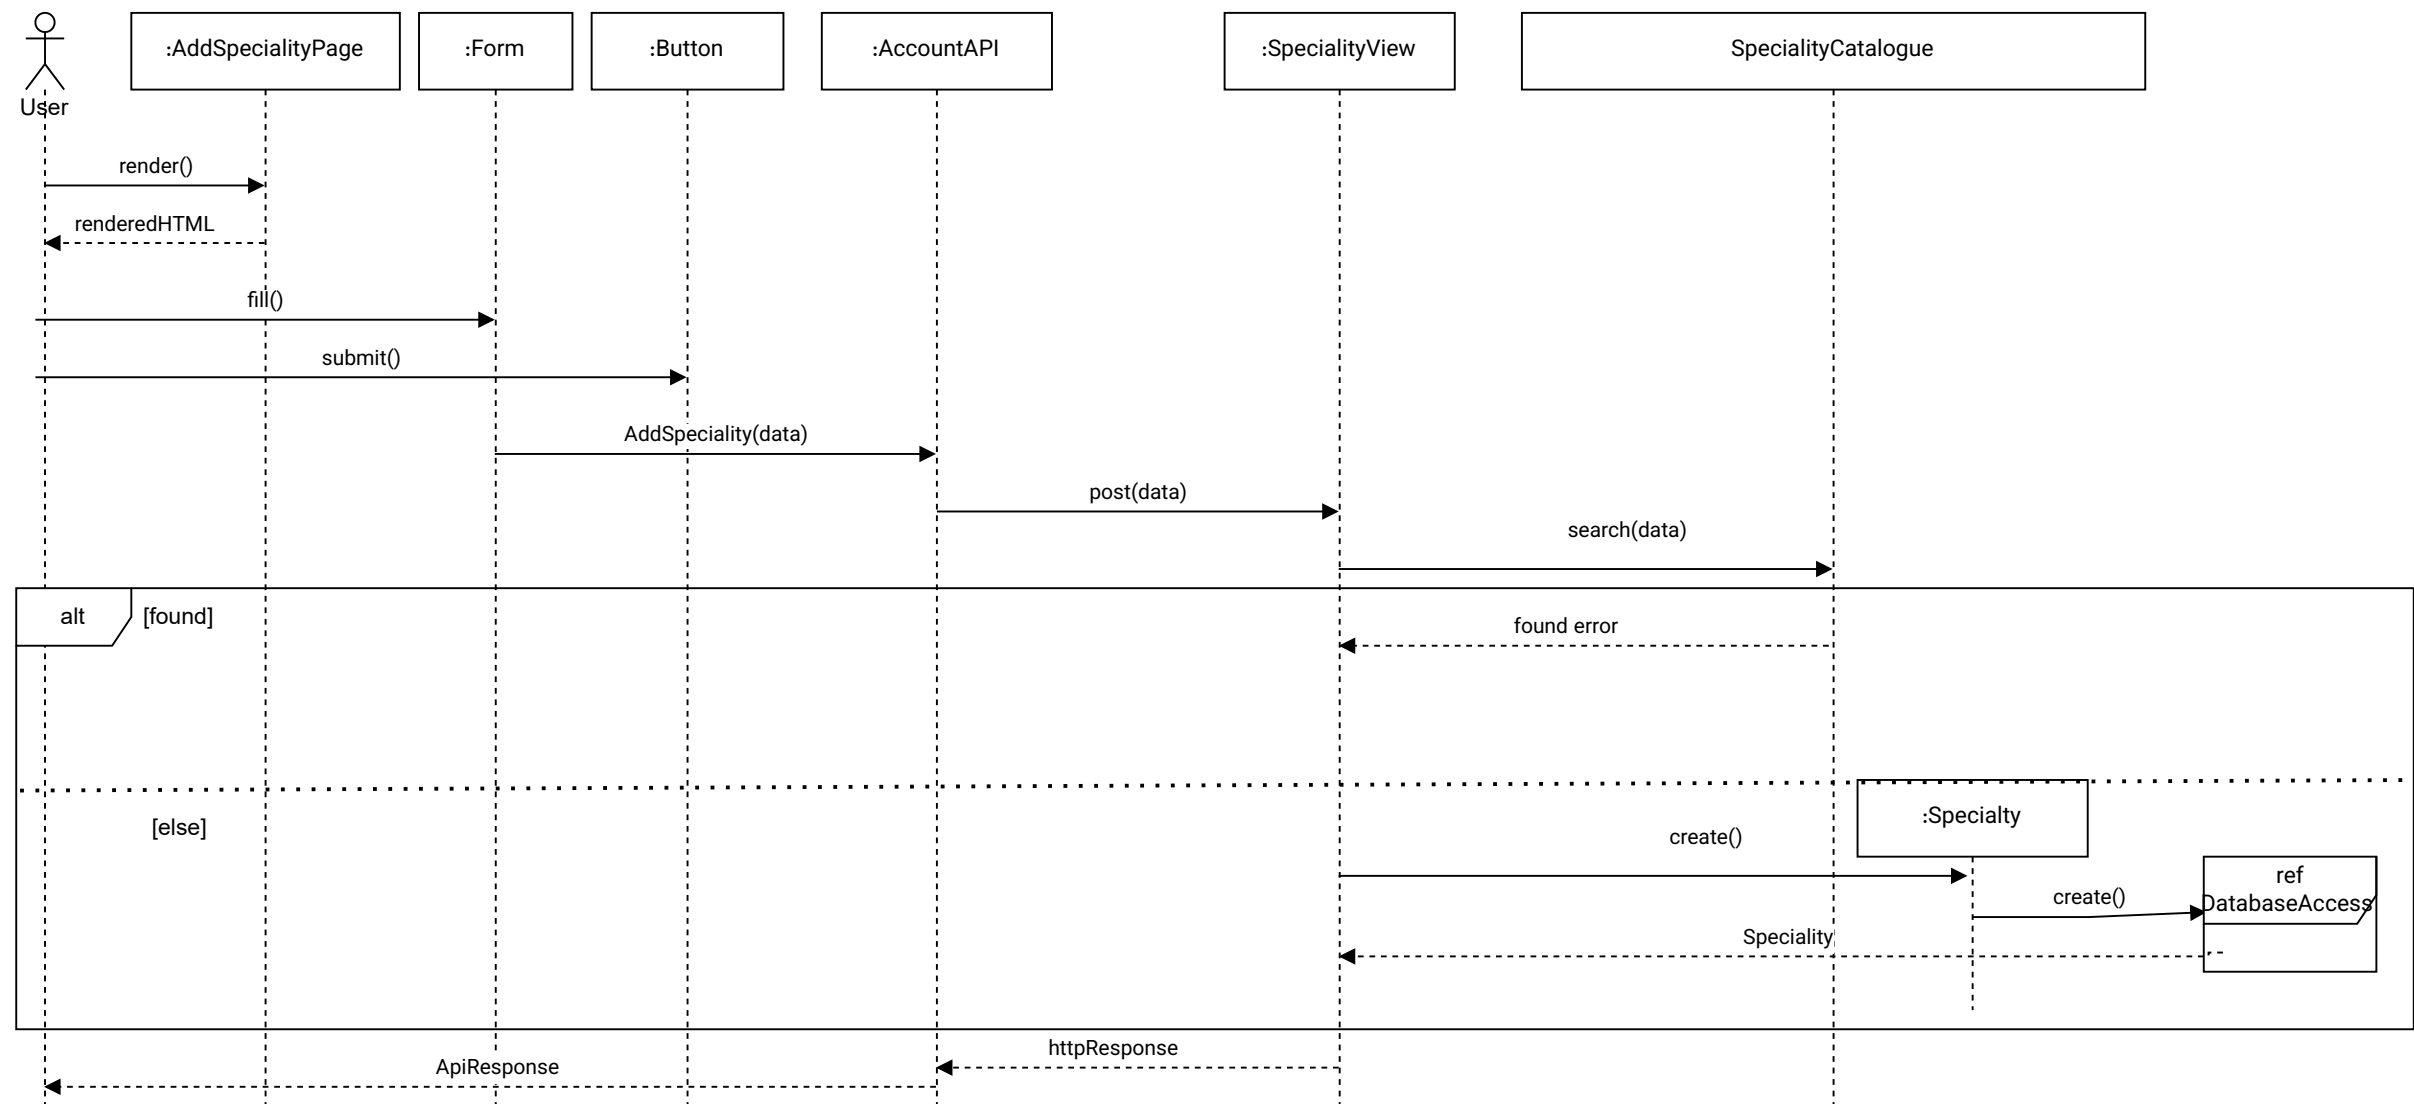 :AddSpecialityPage
:Form
:Button
:AccountAPI
:SpecialityView
SpecialityCatalogue
User
render()
renderedHTML
fill()
submit()
AddSpeciality(data)
post(data)
search(data)
alt
[found]
found error
:Specialty
[else]
create()
ref
DatabaseAccess
create()
Speciality
httpResponse
ApiResponse